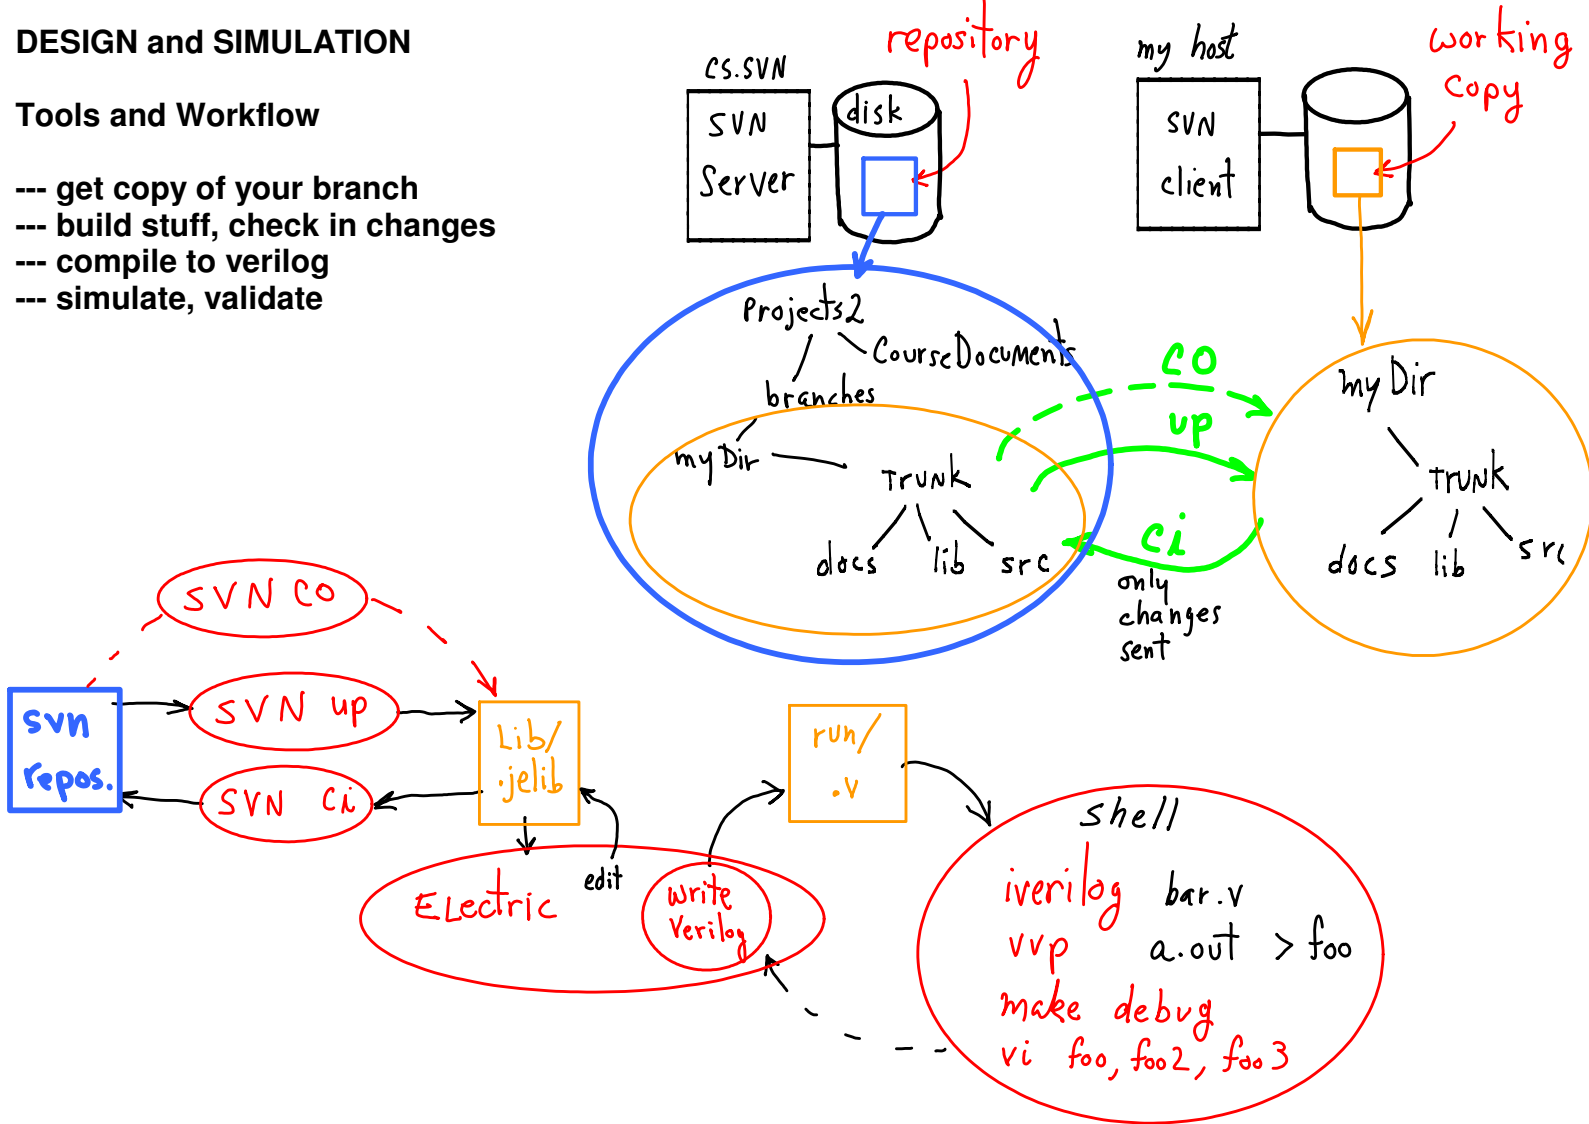 DESIGN and SIMULATION
Tools and Workflow
--- get copy of your branch
--- build stuff, check in changes
--- compile to verilog
--- simulate, validate
cs.SVN
SVN
Server
disk
repository
my host
SVN
client
working
copy
Projects2
CourseDocuments
branches
myDir
Trunk
docs lib src
co
up
ci
only
changes
sent
myDir
Trunk
docs lib src
SVN CO
SVN up
SVN Ci
svn
repos.
Lib/
.jelib
edit
Electric
write
Verilog
run/
.v
shell
iverilog bar.v
vvp a.out > foo
make debug
vi foo, foo2, foo3